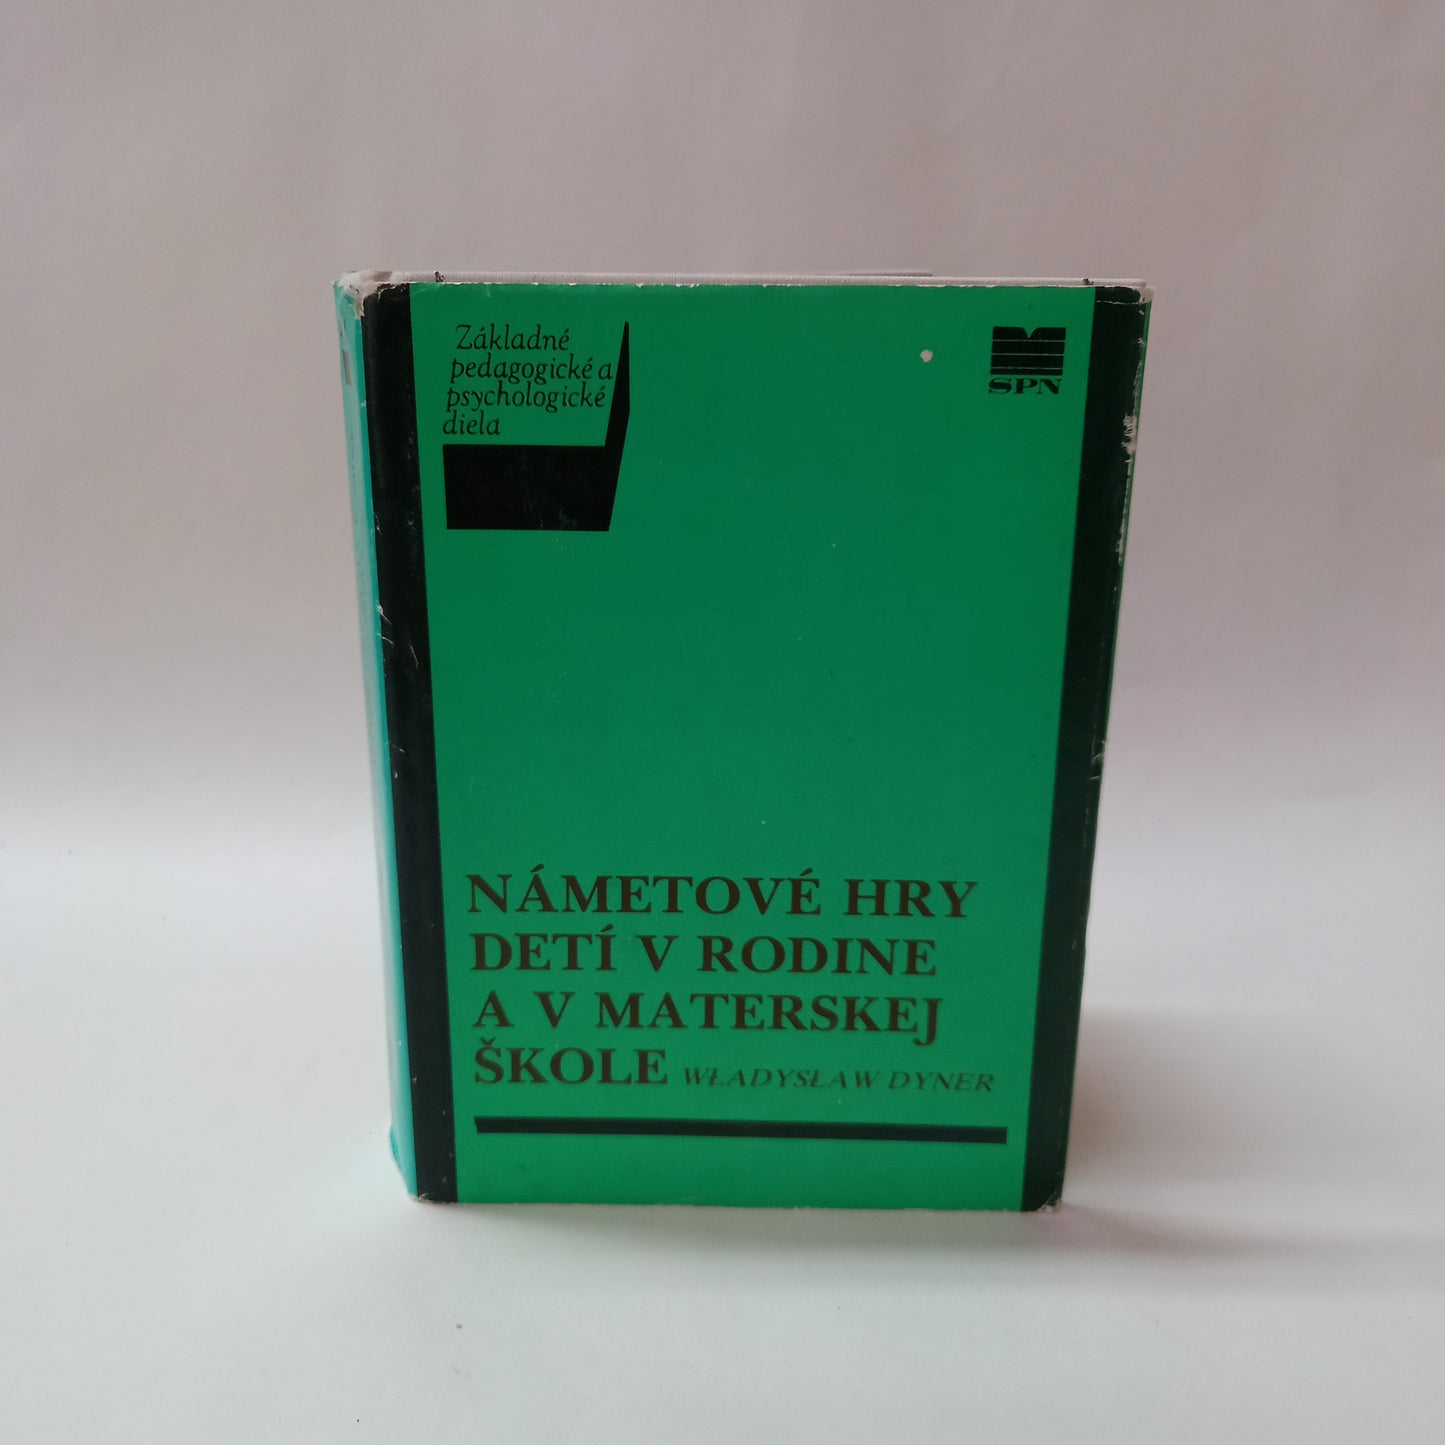 Základné
pedagogické a
psychologické
diela
SPN
NÁMETOVÉ HRY
DETÍ V RODINE
A V MATERSKEJ
ŠKOLE WŁADYSŁAW DYNER